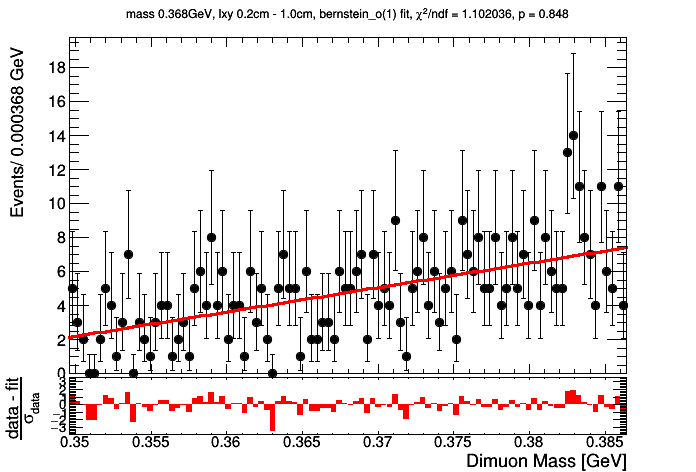 mass 0.368GeV, lxy 0.2cm - 1.0cm, bernstein_o(1) fit, χ²/ndf = 1.102036, p = 0.848
Events/ 0.000368 GeV
18
16
14
12
10
8
6
4
2
0
data - fit
σdata
3
2
1
0
−1
−2
−3
0.35 0.355 0.36 0.365 0.37 0.375 0.38 0.385
Dimuon Mass [GeV]